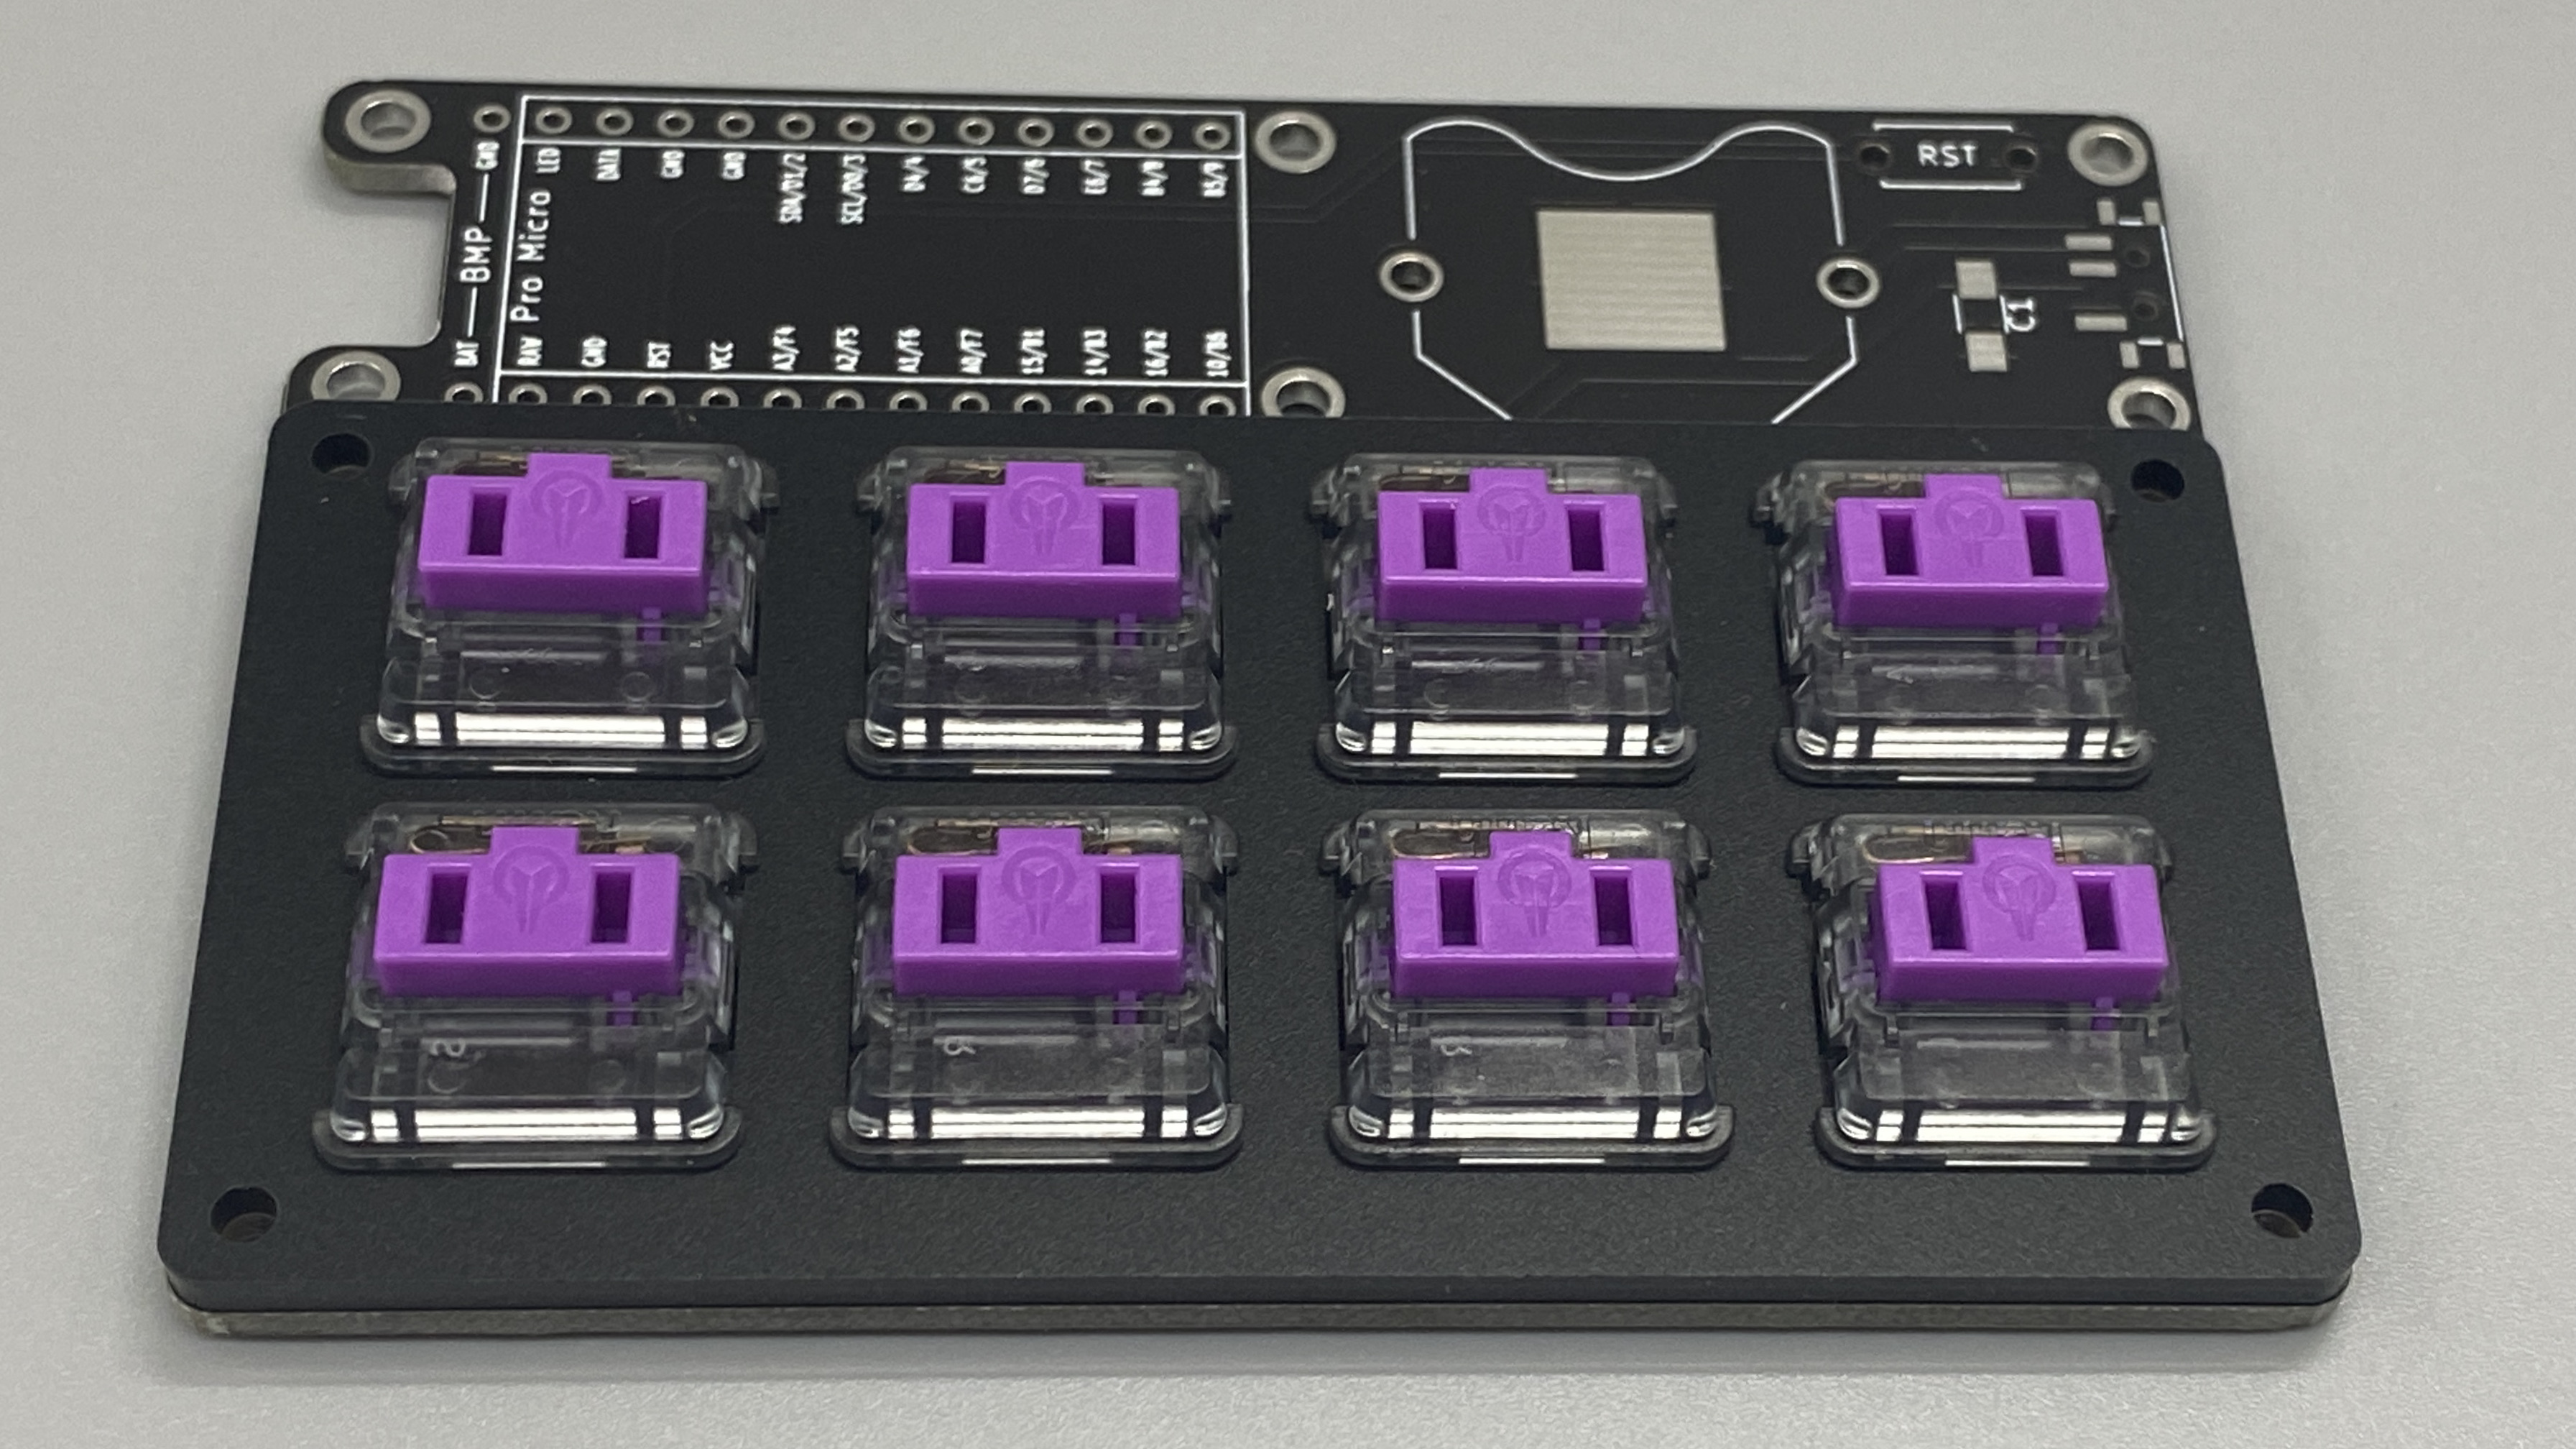 GND
LED
DATA
GND
GND
SDA/D1/2
SCL/D0/3
D4/4
C6/5
D7/6
E6/7
B4/8
B5/9
RST
BMP
Pro Micro
C1
BAT
RAW
GND
RST
VCC
A3/F4
A2/F5
A1/F6
A0/F7
15/B1
14/B3
16/B2
10/B6